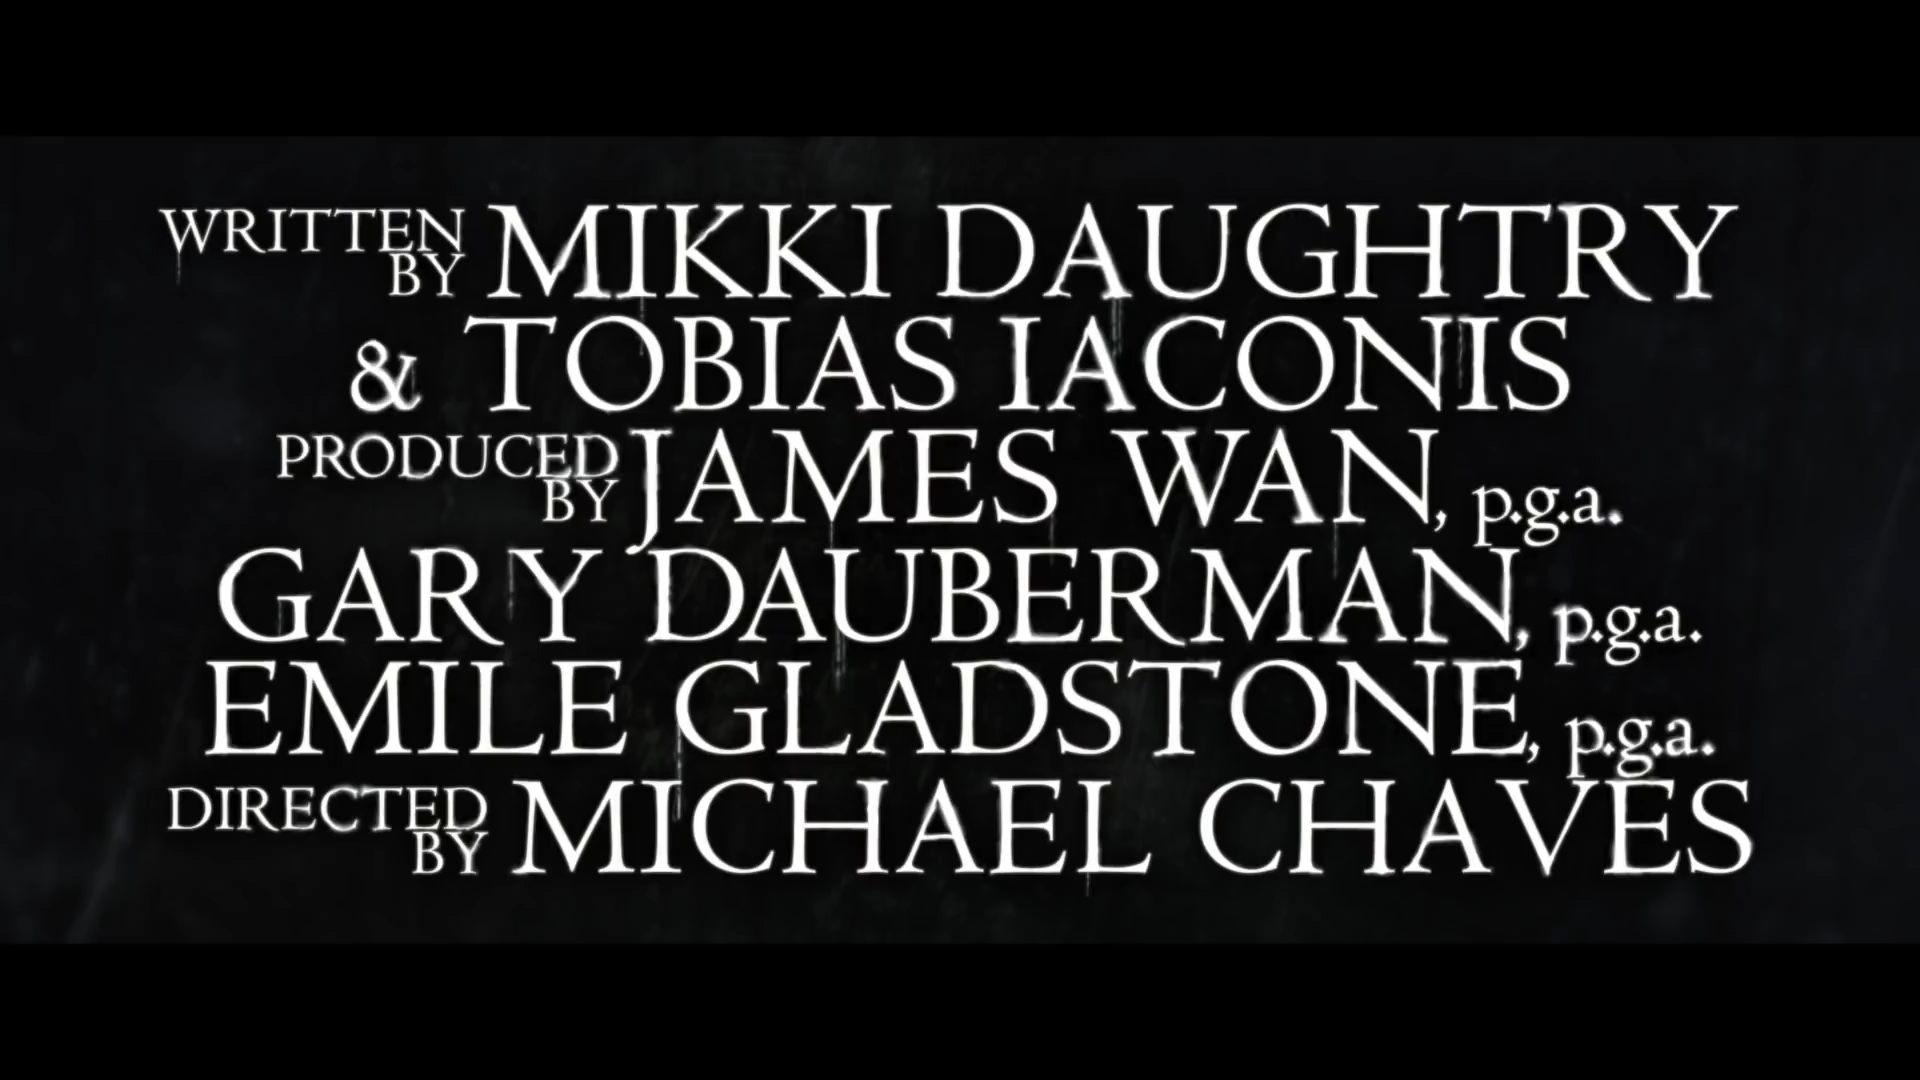 WRITTEN BY MIKKI DAUGHTRY
& TOBIAS IACONIS
PRODUCED BY JAMES WAN, p.g.a.
GARY DAUBERMAN, p.g.a.
EMILE GLADSTONE, p.g.a.
DIRECTED BY MICHAEL CHAVES